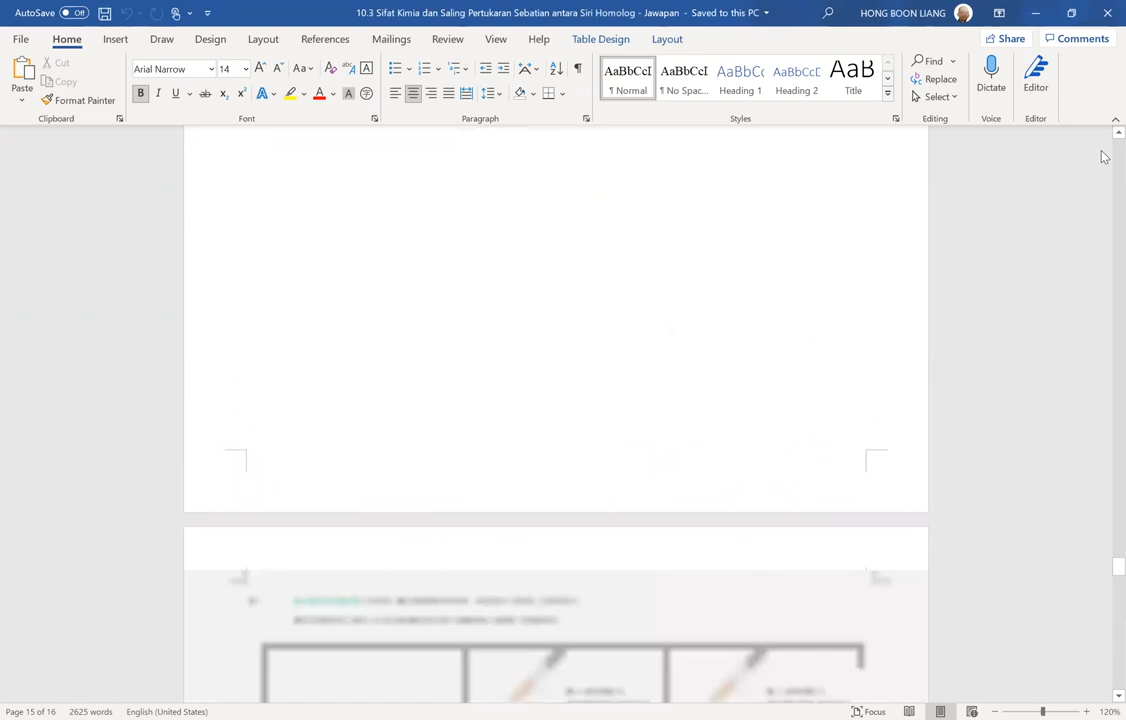 AutoSave Off 10.3 Sifat Kimia dan Saling Pertukaran Sebatian antara Siri Homolog - Jawapan - Saved to this PC HONG BOON LIANG
File Home Insert Draw Design Layout References Mailings Review View Help Table Design Layout Share Comments
Paste
Cut
Copy
Format Painter
Arial Narrow 14
AaBbCcI
¶ Normal
AaBbCcI
¶ No Spac...
AaBbCc
Heading 1
AaBbCcD
Heading 2
AaB
Title
Find
Replace
Select
Dictate
Editor
Clipboard Font Paragraph Styles Editing Voice Editor
Page 15 of 16 2625 words English (United States) Focus 120%